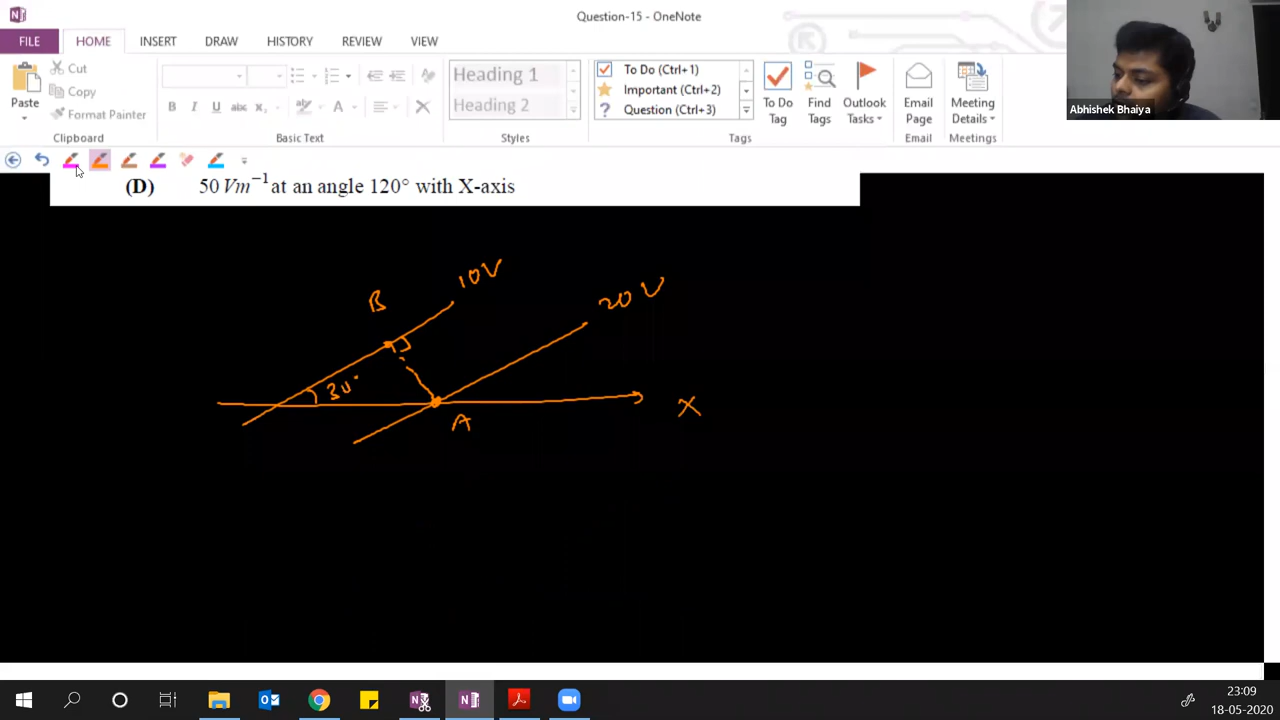 Question-15 - OneNote
FILE HOME INSERT DRAW HISTORY REVIEW VIEW
Paste
Cut
Copy
Format Painter
Clipboard
B I U abc x, ab A
Basic Text
Heading 1
Heading 2
Styles
To Do (Ctrl+1)
Important (Ctrl+2)
Question (Ctrl+3)
To Do Tag
Find Tags
Outlook Tasks
Tags
Email Page
Email
Meeting Details
Meetings
Abhishek Bhaiya
(D) 50 Vm⁻¹ at an angle 120° with X-axis
B
10V
20V
30°
A
X
23:09
18-05-2020